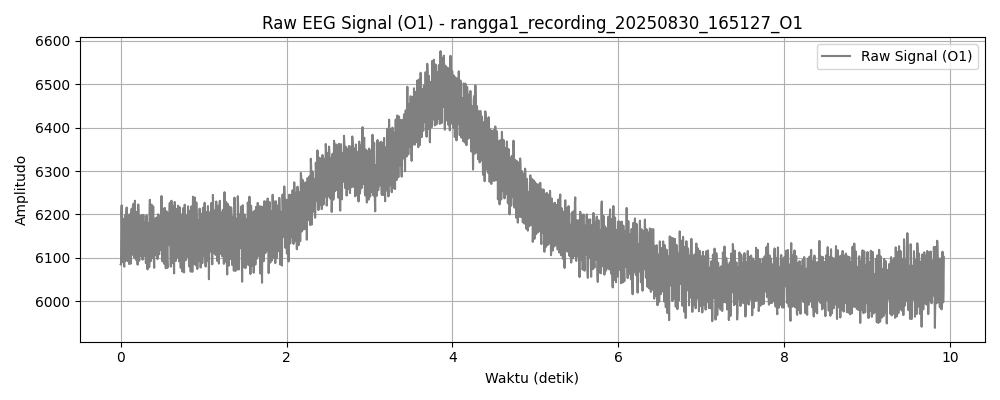 Raw EEG Signal (O1) - rangga1_recording_20250830_165127_O1
Raw Signal (O1)
Amplitudo
6600
6500
6400
6300
6200
6100
6000
0 2 4 6 8 10
Waktu (detik)